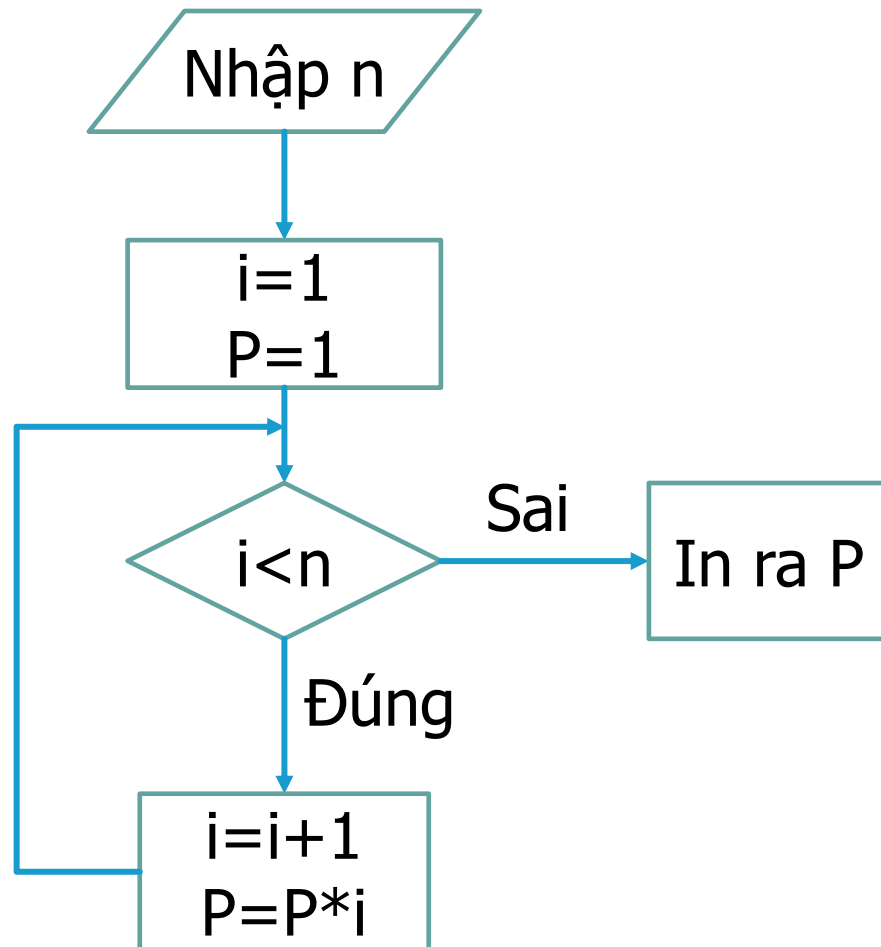 Nhập n
i=1
P=1
i<n
Sai
In ra P
Đúng
i=i+1
P=P*i